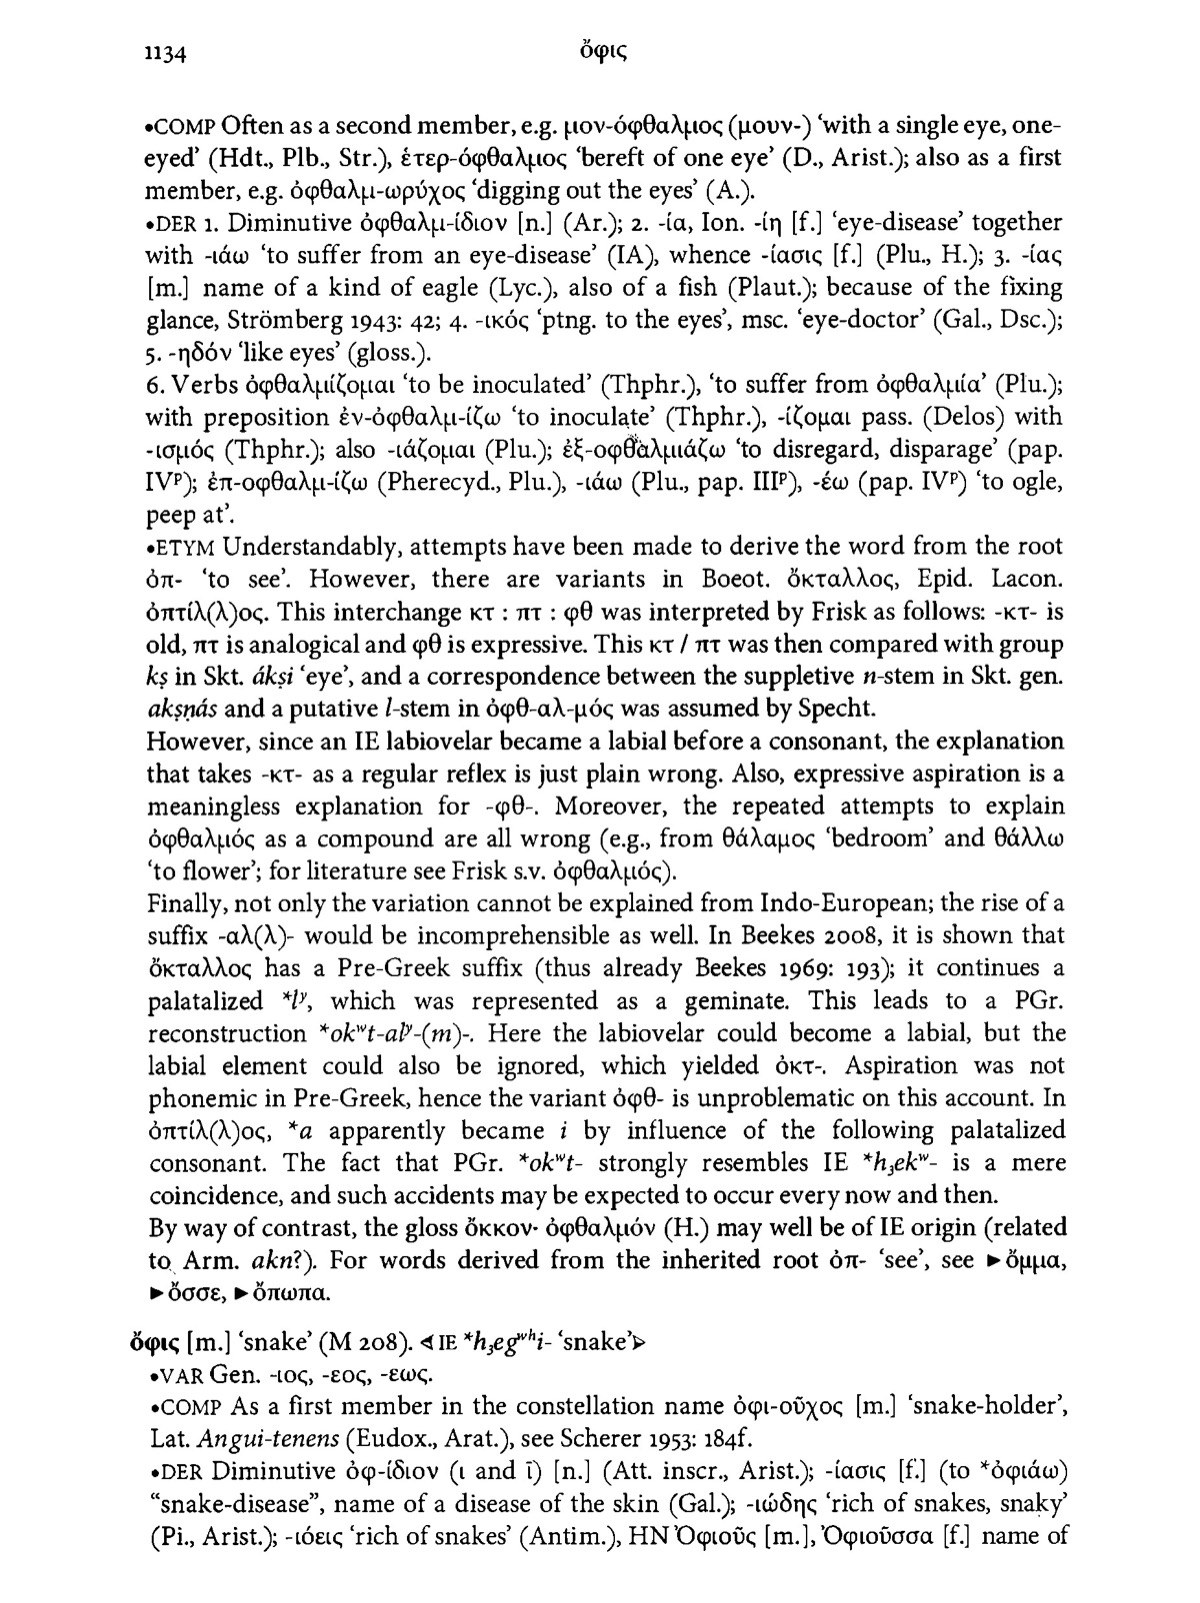 1134
ὄφις
•COMP Often as a second member, e.g. μον-όφθαλμος (μουν-) ‘with a single eye, one-
eyed’ (Hdt., Plb., Str.), ἑτερ-όφθαλμος ‘bereft of one eye’ (D., Arist.); also as a first
member, e.g. ὀφθαλμ-ωρύχος ‘digging out the eyes’ (A.).
•DER 1. Diminutive ὀφθαλμ-ίδιον [n.] (Ar.); 2. -ία, Ion. -ίη [f.] ‘eye-disease’ together
with -ιάω ‘to suffer from an eye-disease’ (IA), whence -ίασις [f.] (Plu., H.); 3. -ίας
[m.] name of a kind of eagle (Lyc.), also of a fish (Plaut.); because of the fixing
glance, Strömberg 1943: 42; 4. -ικός ‘ptng. to the eyes’, msc. ‘eye-doctor’ (Gal., Dsc.);
5. -ηδόν ‘like eyes’ (gloss.).
6. Verbs ὀφθαλμίζομαι ‘to be inoculated’ (Thphr.), ‘to suffer from ὀφθαλμία’ (Plu.);
with preposition ἐν-οφθαλμ-ίζω ‘to inoculate’ (Thphr.), -ίζομαι pass. (Delos) with
-ισμός (Thphr.); also -ιάζομαι (Plu.); ἐξ-οφθαλμιάζω ‘to disregard, disparage’ (pap.
IVᵖ); ἐπ-οφθαλμ-ίζω (Pherecyd., Plu.), -ιάω (Plu., pap. IIIᵖ), -έω (pap. IVᵖ) ‘to ogle,
peep at’.
•ETYM Understandably, attempts have been made to derive the word from the root
ὀπ- ‘to see’. However, there are variants in Boeot. ὄκταλλος, Epid. Lacon.
ὀπτίλ(λ)ος. This interchange κτ : πτ : φθ was interpreted by Frisk as follows: -κτ- is
old, πτ is analogical and φθ is expressive. This κτ / πτ was then compared with group
kṣ in Skt. ákṣi ‘eye’, and a correspondence between the suppletive n-stem in Skt. gen.
akṣṇás and a putative l-stem in ὀφθ-αλ-μός was assumed by Specht.
However, since an IE labiovelar became a labial before a consonant, the explanation
that takes -κτ- as a regular reflex is just plain wrong. Also, expressive aspiration is a
meaningless explanation for -φθ-. Moreover, the repeated attempts to explain
ὀφθαλμός as a compound are all wrong (e.g., from θάλαμος ‘bedroom’ and θάλλω
‘to flower’; for literature see Frisk s.v. ὀφθαλμός).
Finally, not only the variation cannot be explained from Indo-European; the rise of a
suffix -αλ(λ)- would be incomprehensible as well. In Beekes 2008, it is shown that
ὄκταλλος has a Pre-Greek suffix (thus already Beekes 1969: 193); it continues a
palatalized *lʸ, which was represented as a geminate. This leads to a PGr.
reconstruction *okʷt-alʸ-(m)-. Here the labiovelar could become a labial, but the
labial element could also be ignored, which yielded ὀκτ-. Aspiration was not
phonemic in Pre-Greek, hence the variant ὀφθ- is unproblematic on this account. In
ὀπτίλ(λ)ος, *a apparently became i by influence of the following palatalized
consonant. The fact that PGr. *okʷt- strongly resembles IE *h₃ekʷ- is a mere
coincidence, and such accidents may be expected to occur every now and then.
By way of contrast, the gloss ὄκκον· ὀφθαλμόν (H.) may well be of IE origin (related
to Arm. akn?). For words derived from the inherited root ὀπ- ‘see’, see ►ὄμμα,
►ὄσσε, ►ὄπωπα.
ὄφις [m.] ‘snake’ (M 208). ⊲ IE *h₃egʷʰi- ‘snake’⊳
•VAR Gen. -ιος, -εος, -εως.
•COMP As a first member in the constellation name ὀφι-οῦχος [m.] ‘snake-holder’,
Lat. Angui-tenens (Eudox., Arat.), see Scherer 1953: 184f.
•DER Diminutive ὀφ-ίδιον (ι and ῑ) [n.] (Att. inscr., Arist.); -ίασις [f.] (to *ὀφιάω)
“snake-disease”, name of a disease of the skin (Gal.); -ιώδης ‘rich of snakes, snaky’
(Pi., Arist.); -ιόεις ‘rich of snakes’ (Antim.), HN Ὀφιοῦς [m.], Ὀφιοῦσσα [f.] name of